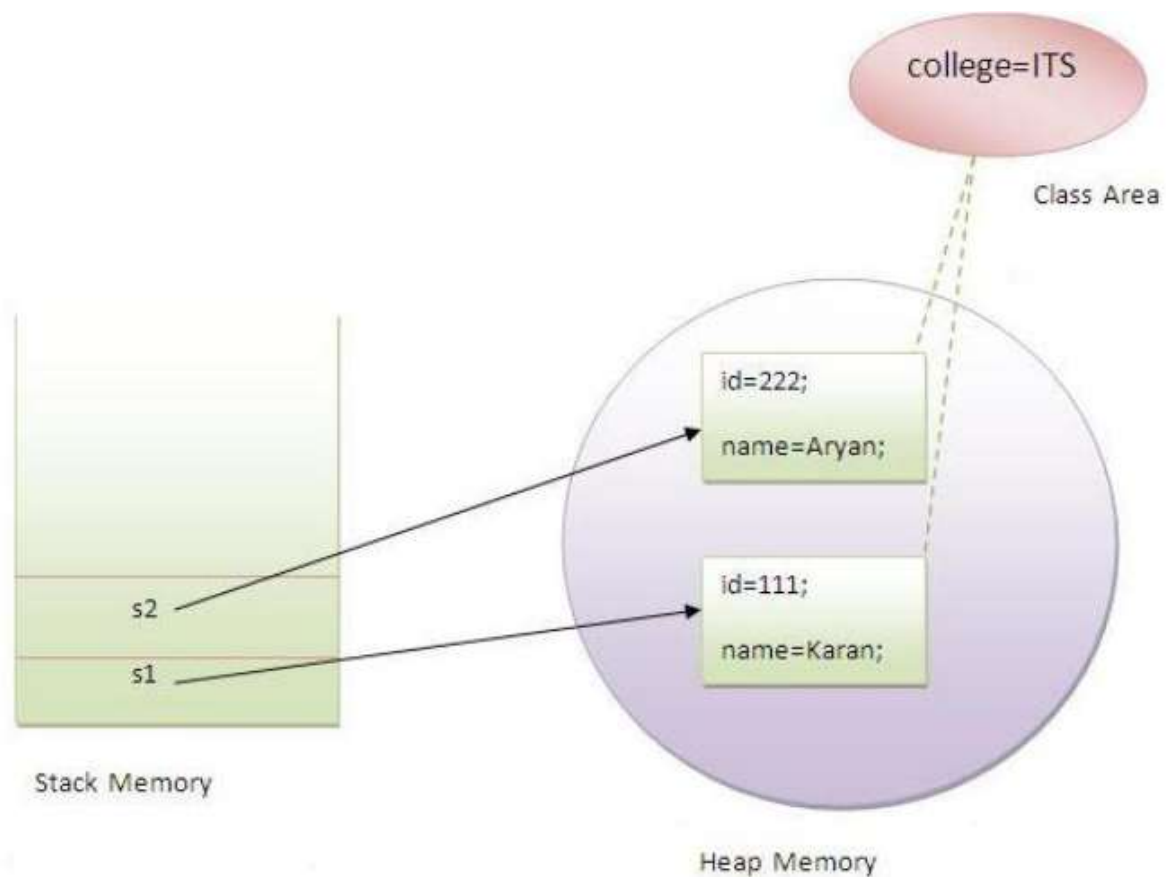 college=ITS
Class Area
id=222;
name=Aryan;
s2
id=111;
name=Karan;
s1
Stack Memory
Heap Memory